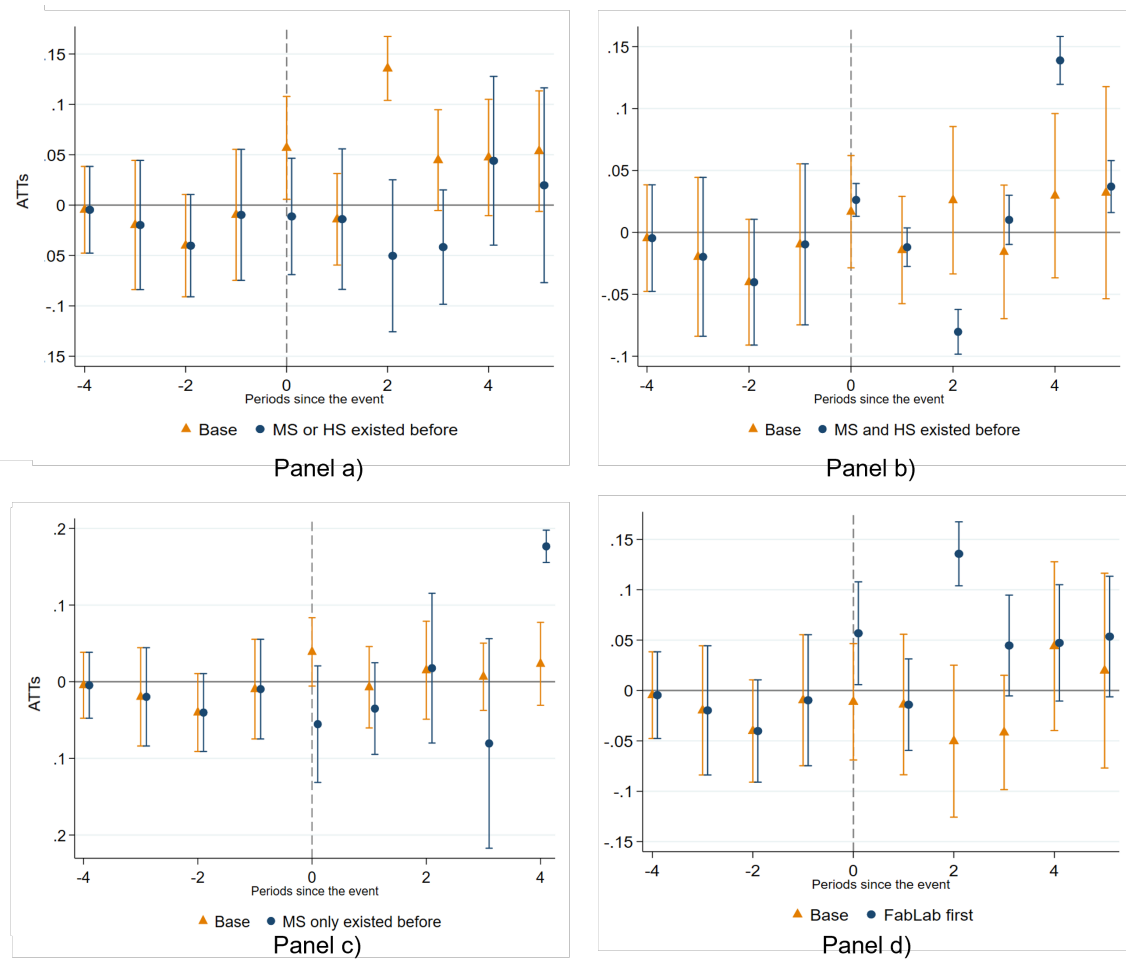 .15
.1
.05
0
.05
-.1
.15
ATTs
-4
-2
0
2
4
Periods since the event
Base
MS or HS existed before
Panel a)
.15
.1
.05
0
-.05
-.1
-4
-2
0
2
4
Periods since the event
Base
MS and HS existed before
Panel b)
.2
.1
0
.1
.2
ATTs
-4
-2
0
2
4
Periods since the event
Base
MS only existed before
Panel c)
.15
.1
.05
0
-.05
-.1
-.15
-4
-2
0
2
4
Periods since the event
Base
FabLab first
Panel d)